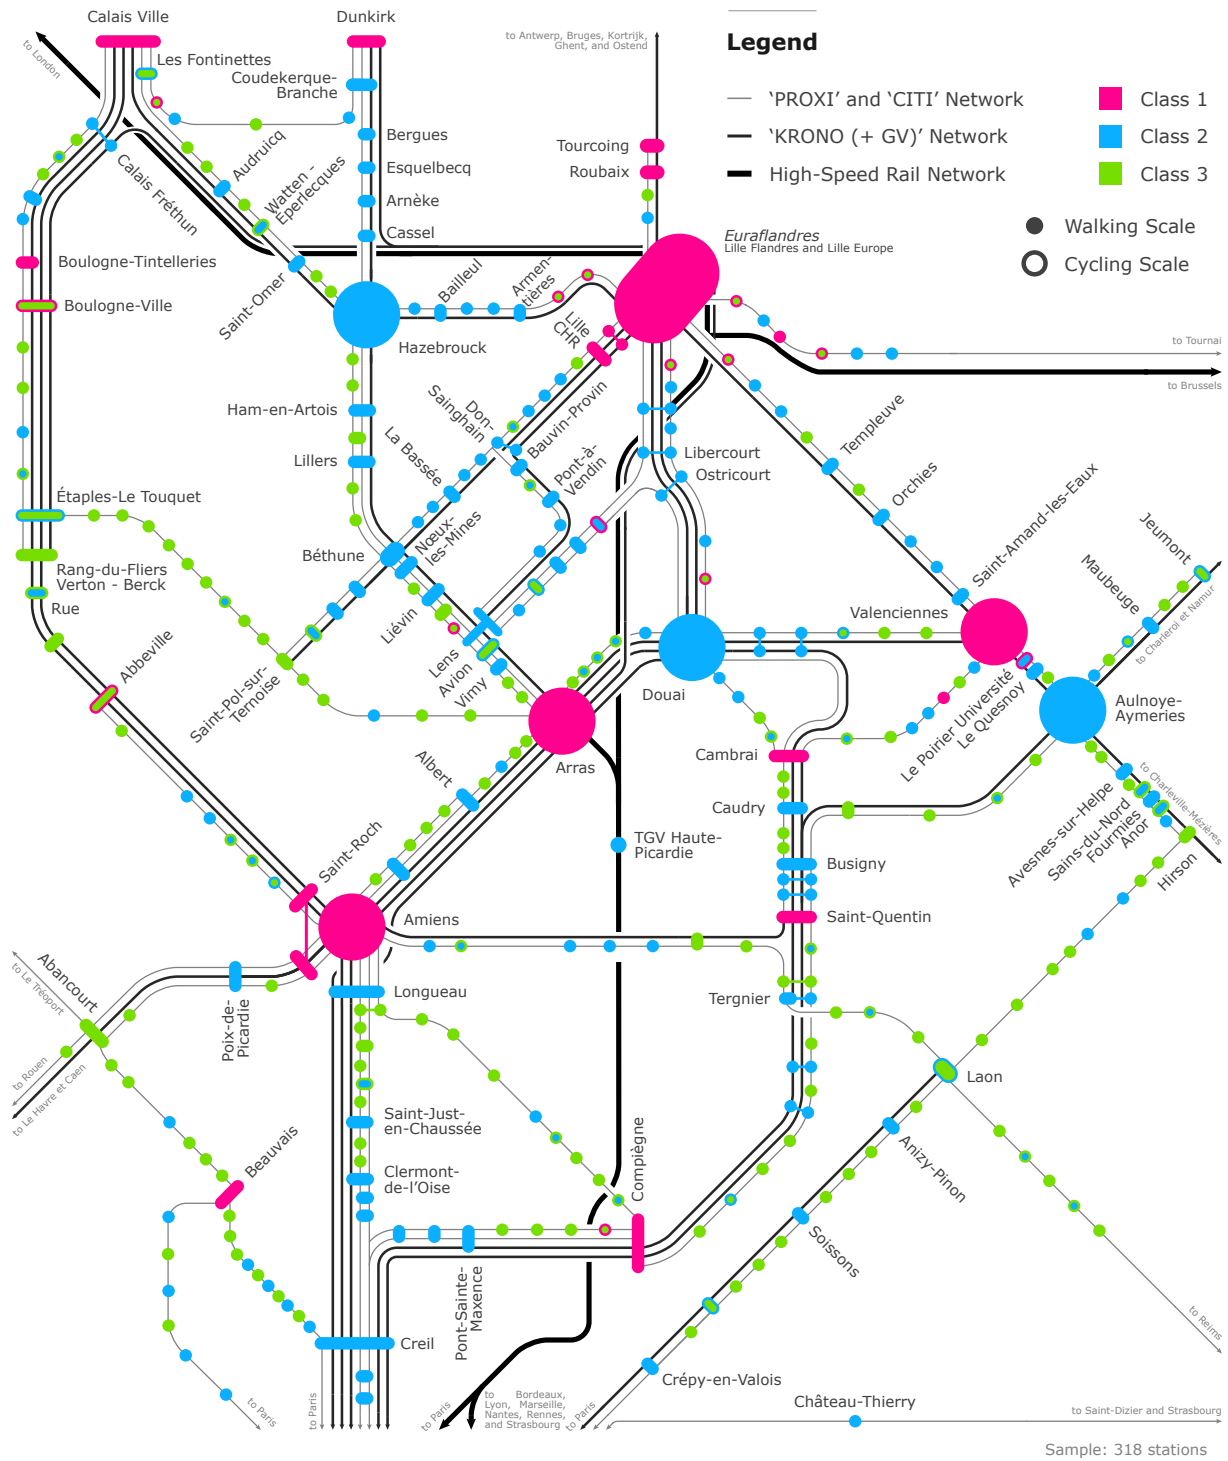 Calais Ville
Dunkirk
to London
Les Fontinettes
Coudekerque-
Branche
to Antwerp, Bruges, Kortrijk,
Ghent, and Ostend
Legend
'PROXI' and 'CITI' Network
'KRONO (+ GV)' Network
High-Speed Rail Network
Class 1
Class 2
Class 3
Walking Scale
Cycling Scale
Bergues
Esquelbecq
Arnèke
Cassel
Tourcoing
Roubaix
Audruicq
Watten -
Éperlecques
Calais Fréthun
Euraflandres
Lille Flandres and Lille Europe
Boulogne-Tintelleries
Boulogne-Ville
Saint-Omer
Bailleul
Armen-
tières
Lille
CHR
Hazebrouck
to Tournai
to Brussels
Ham-en-Artois
Lillers
La Bassée
Don-
Sainghain
Bauvin-Provin
Pont-à-
Vendin
Libercourt
Ostricourt
Templeuve
Orchies
Saint-Amand-les-Eaux
Étaples-Le Touquet
Rang-du-Fliers
Verton - Berck
Rue
Béthune
Nœux-
les-Mines
Liévin
Lens
Avion
Vimy
Valenciennes
Maubeuge
Jeumont
to Charleroi et Namur
Abbeville
Saint-Pol-sur-
Ternoise
Douai
Le Poirier Université
Le Quesnoy
Aulnoye-
Aymeries
Arras
Albert
Cambrai
Caudry
to Charleville-Mézières
Avesnes-sur-Helpe
Sains-du-Nord
Fourmies
Anor
Hirson
TGV Haute-
Picardie
Busigny
Saint-Roch
Amiens
Saint-Quentin
Abancourt
to Le Tréoport
Poix-de-
Picardie
Longueau
Tergnier
to Rouen
to Le Havre et Caen
Laon
Saint-Just-
en-Chaussée
Beauvais
Clermont-
de-l'Oise
Compiègne
Anizy-Pinon
Soissons
Pont-Sainte-
Maxence
Creil
to Reims
Crépy-en-Valois
Château-Thierry
to Paris
to Paris
to Paris
to Bordeaux,
Lyon, Marseille,
Nantes, Rennes,
and Strasbourg
to Paris
to Saint-Dizier and Strasbourg
Sample: 318 stations